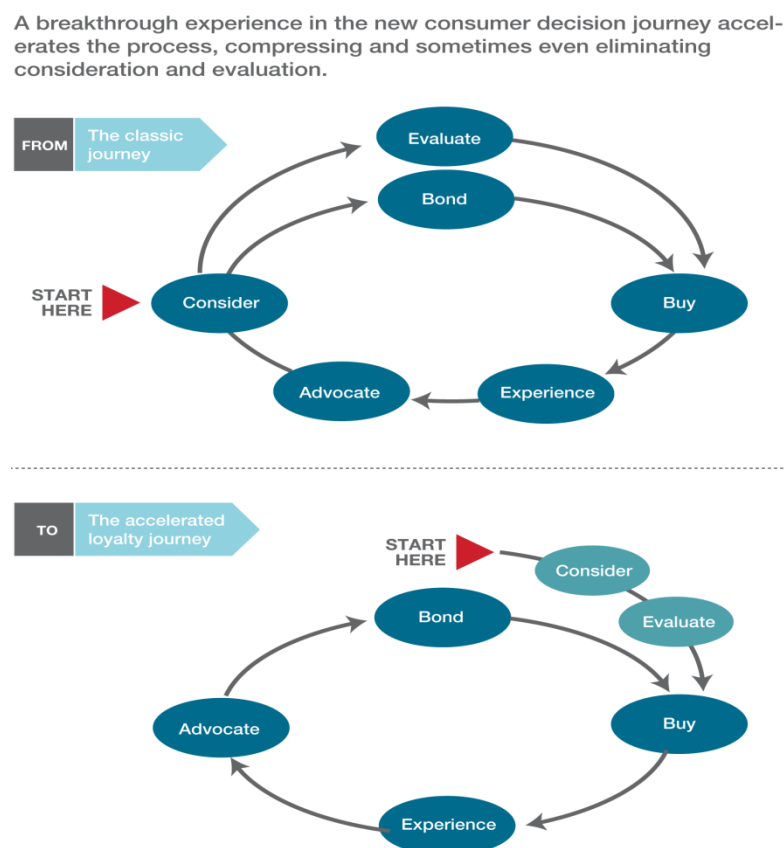 A breakthrough experience in the new consumer decision journey accel-
erates the process, compressing and sometimes even eliminating
consideration and evaluation.
FROM
The classic
journey
Evaluate
Bond
START
HERE
Consider
Buy
Advocate
Experience
TO
The accelerated
loyalty journey
START
HERE
Consider
Evaluate
Bond
Advocate
Buy
Experience